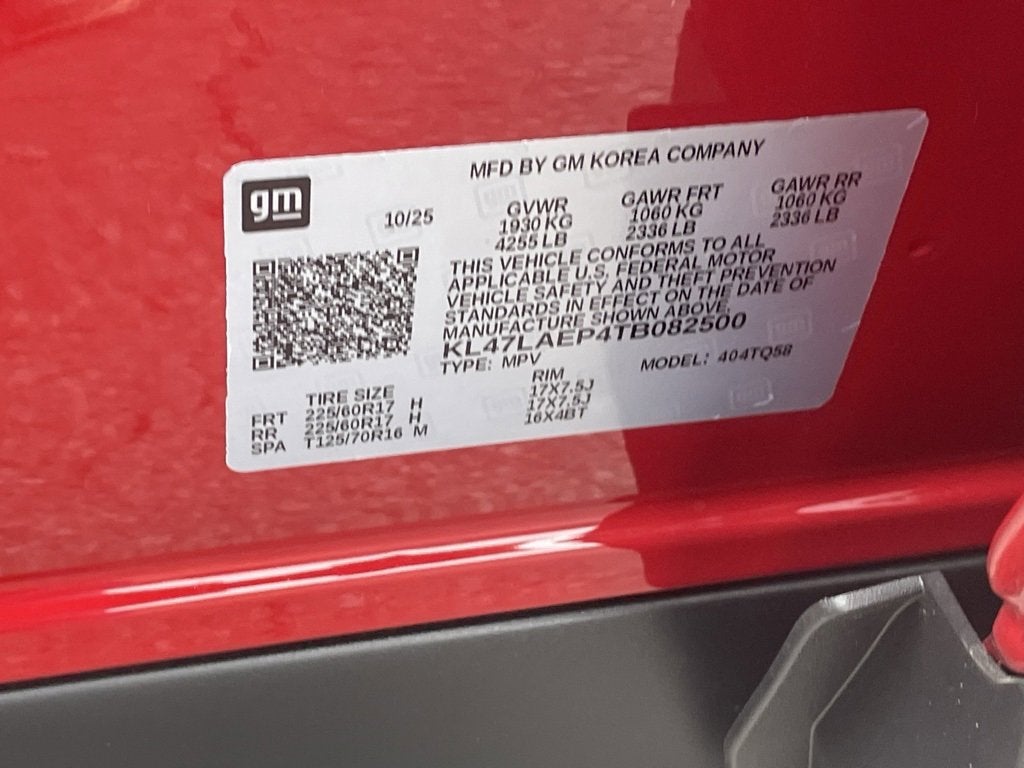 MFD BY GM KOREA COMPANY
gm
10/25
GVWR GAWR FRT GAWR RR
1930 KG 1060 KG 1060 KG
4255 LB 2336 LB 2336 LB
THIS VEHICLE CONFORMS TO ALL
APPLICABLE U.S. FEDERAL MOTOR
VEHICLE SAFETY AND THEFT PREVENTION
STANDARDS IN EFFECT ON THE DATE OF
MANUFACTURE SHOWN ABOVE.
KL47LAEP4TB082500
TYPE: MPV MODEL: 404TQ58
TIRE SIZE RIM
FRT 225/60R17 H 17X7.5J
RR 225/60R17 H 17X7.5J
SPA T125/70R16 M 16X4BT